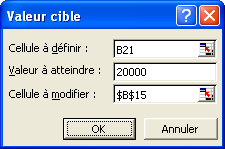 Valeur cible
Cellule à définir : B21
Valeur à atteindre : 20000
Cellule à modifier : $B$15
OK Annuler